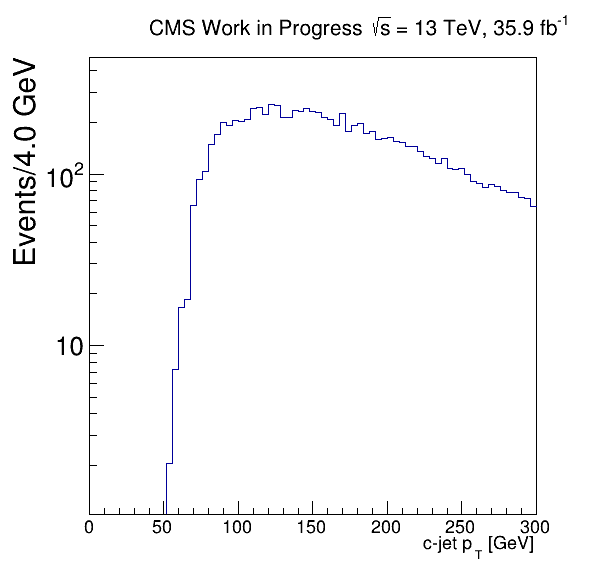 CMS Work in Progress √s = 13 TeV, 35.9 fb⁻¹
Events/4.0 GeV
10²
10
0 50 100 150 200 250 300
c-jet p_T [GeV]